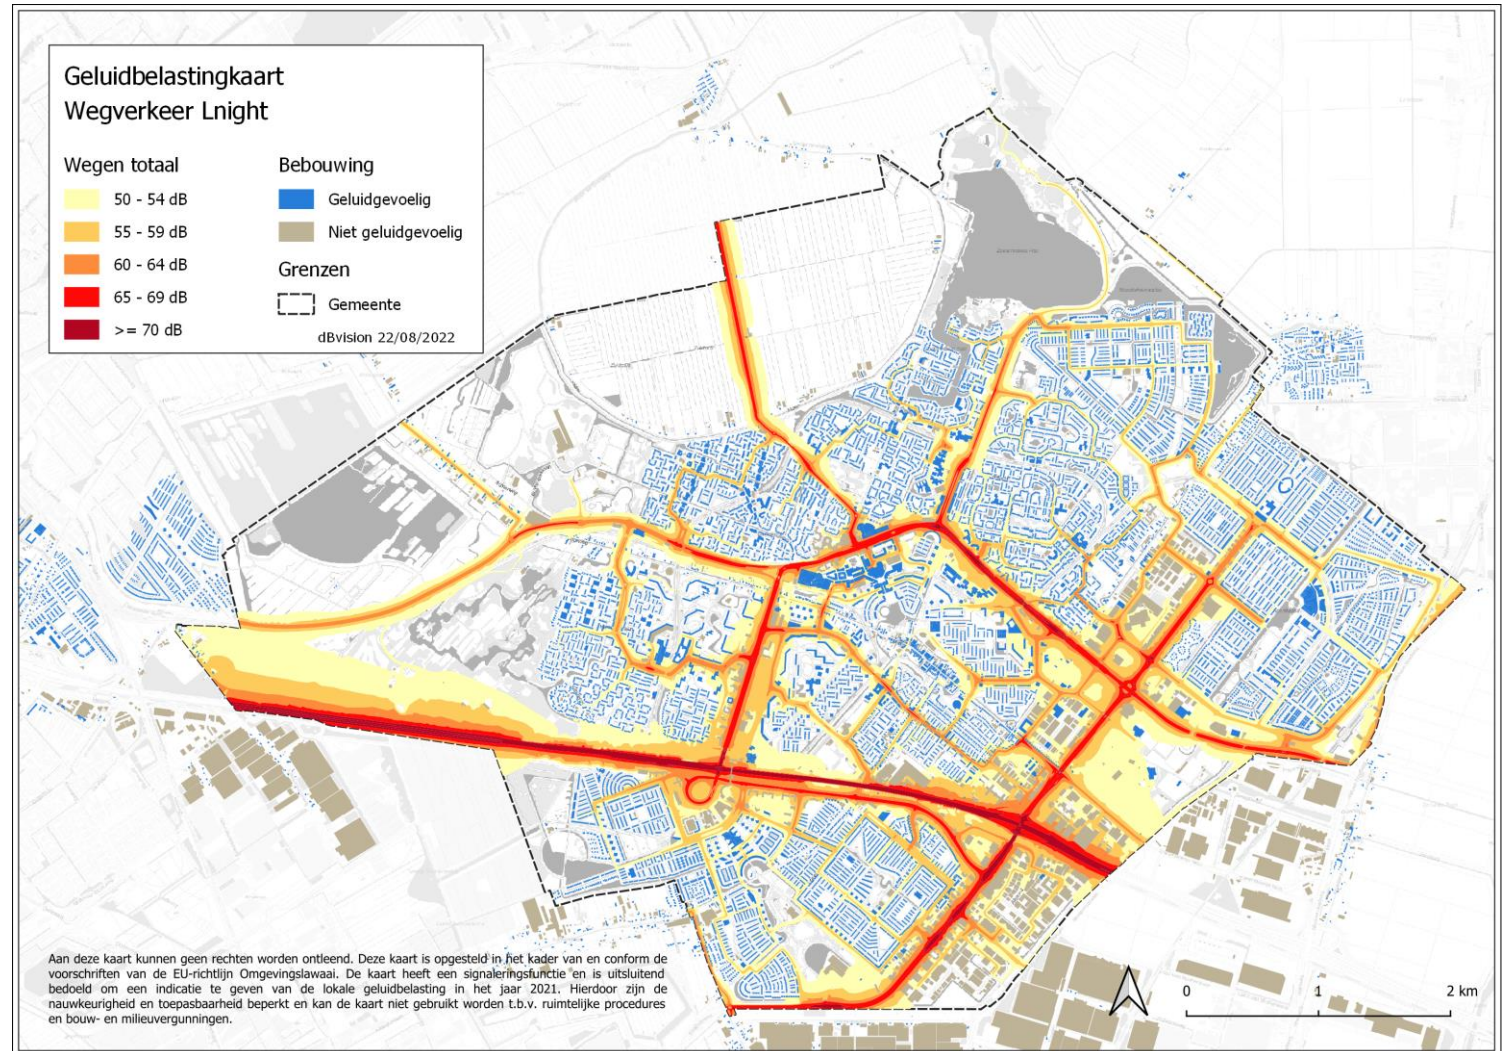 Geluidbelastingkaart
Wegverkeer Lnight
Wegen totaal
50 - 54 dB
55 - 59 dB
60 - 64 dB
65 - 69 dB
>= 70 dB
Bebouwing
Geluidgevoelig
Niet geluidgevoelig
Grenzen
Gemeente
dBvision 22/08/2022
Aan deze kaart kunnen geen rechten worden ontleend. Deze kaart is opgesteld in het kader van en conform de
voorschriften van de EU-richtlijn Omgevingslawaai. De kaart heeft een signaleringsfunctie en is uitsluitend
bedoeld om een indicatie te geven van de lokale geluidbelasting in het jaar 2021. Hierdoor zijn de
nauwkeurigheid en toepasbaarheid beperkt en kan de kaart niet gebruikt worden t.b.v. ruimtelijke procedures
en bouw- en milieuvergunningen.
0 1 2 km